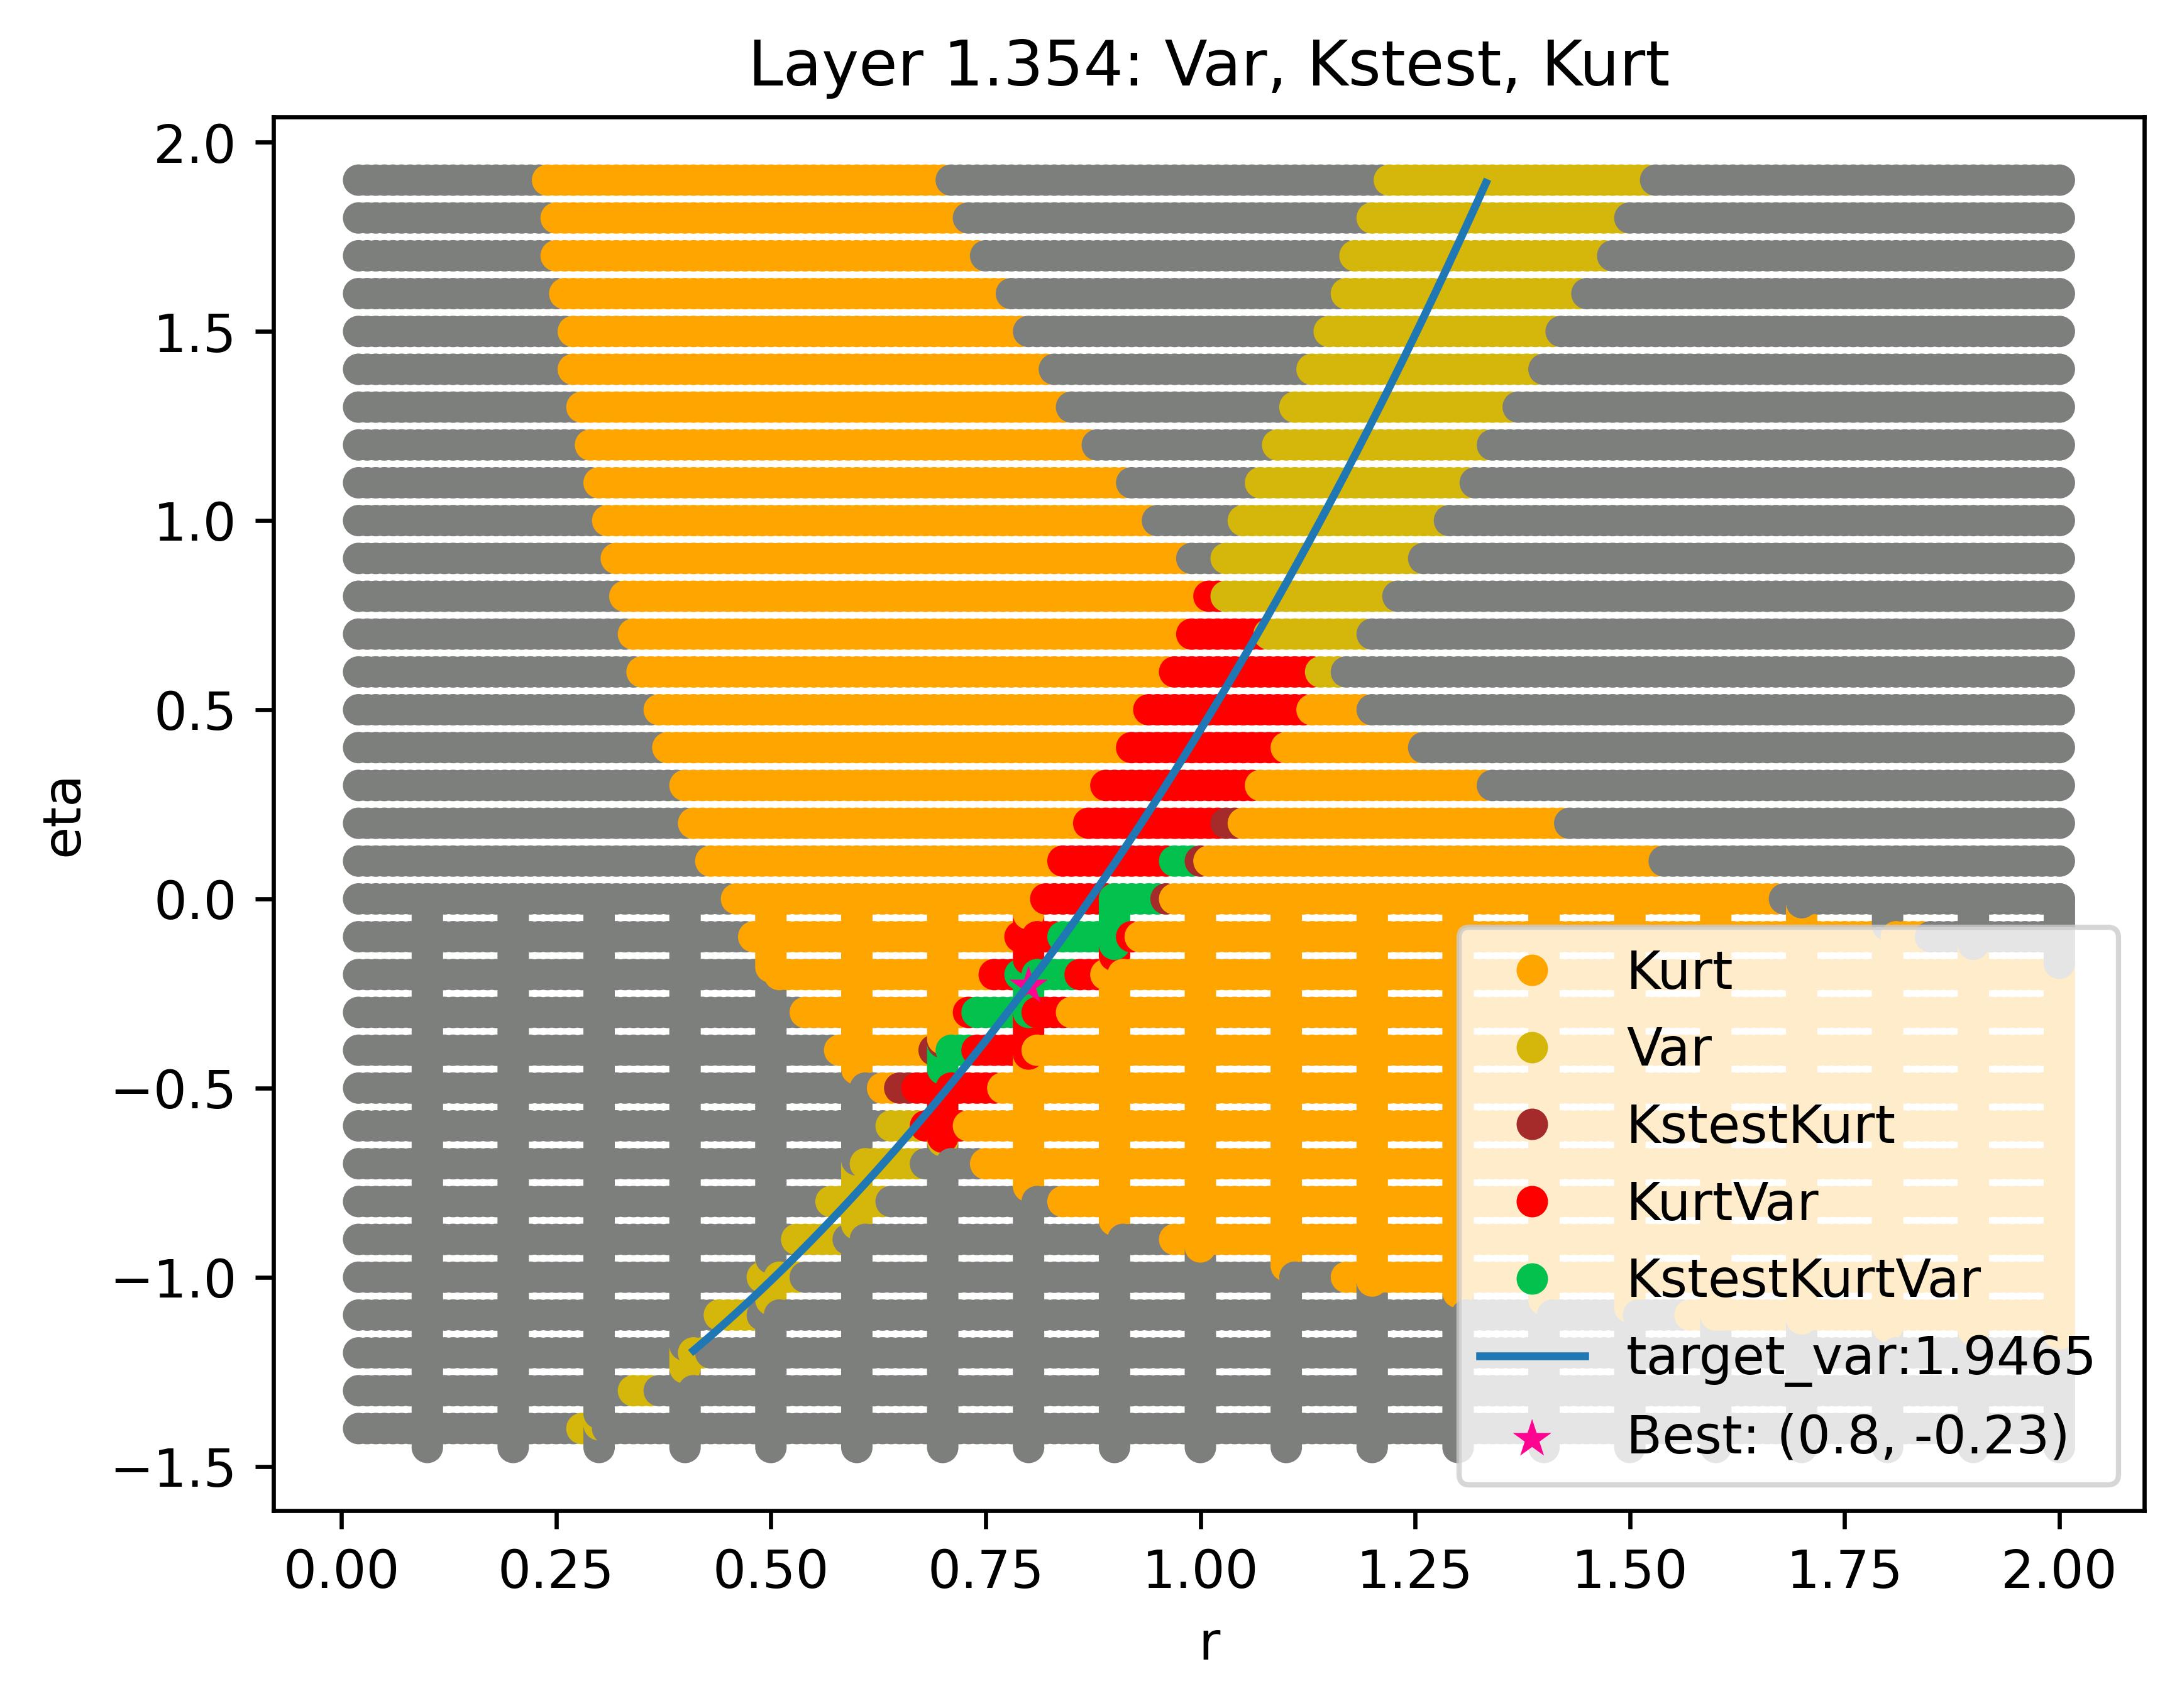 Layer 1.354: Var, Kstest, Kurt
eta
2.0
1.5
1.0
0.5
0.0
−0.5
−1.0
−1.5
Kurt
Var
KstestKurt
KurtVar
KstestKurtVar
target_var:1.9465
Best: (0.8, -0.23)
0.00 0.25 0.50 0.75 1.00 1.25 1.50 1.75 2.00
r